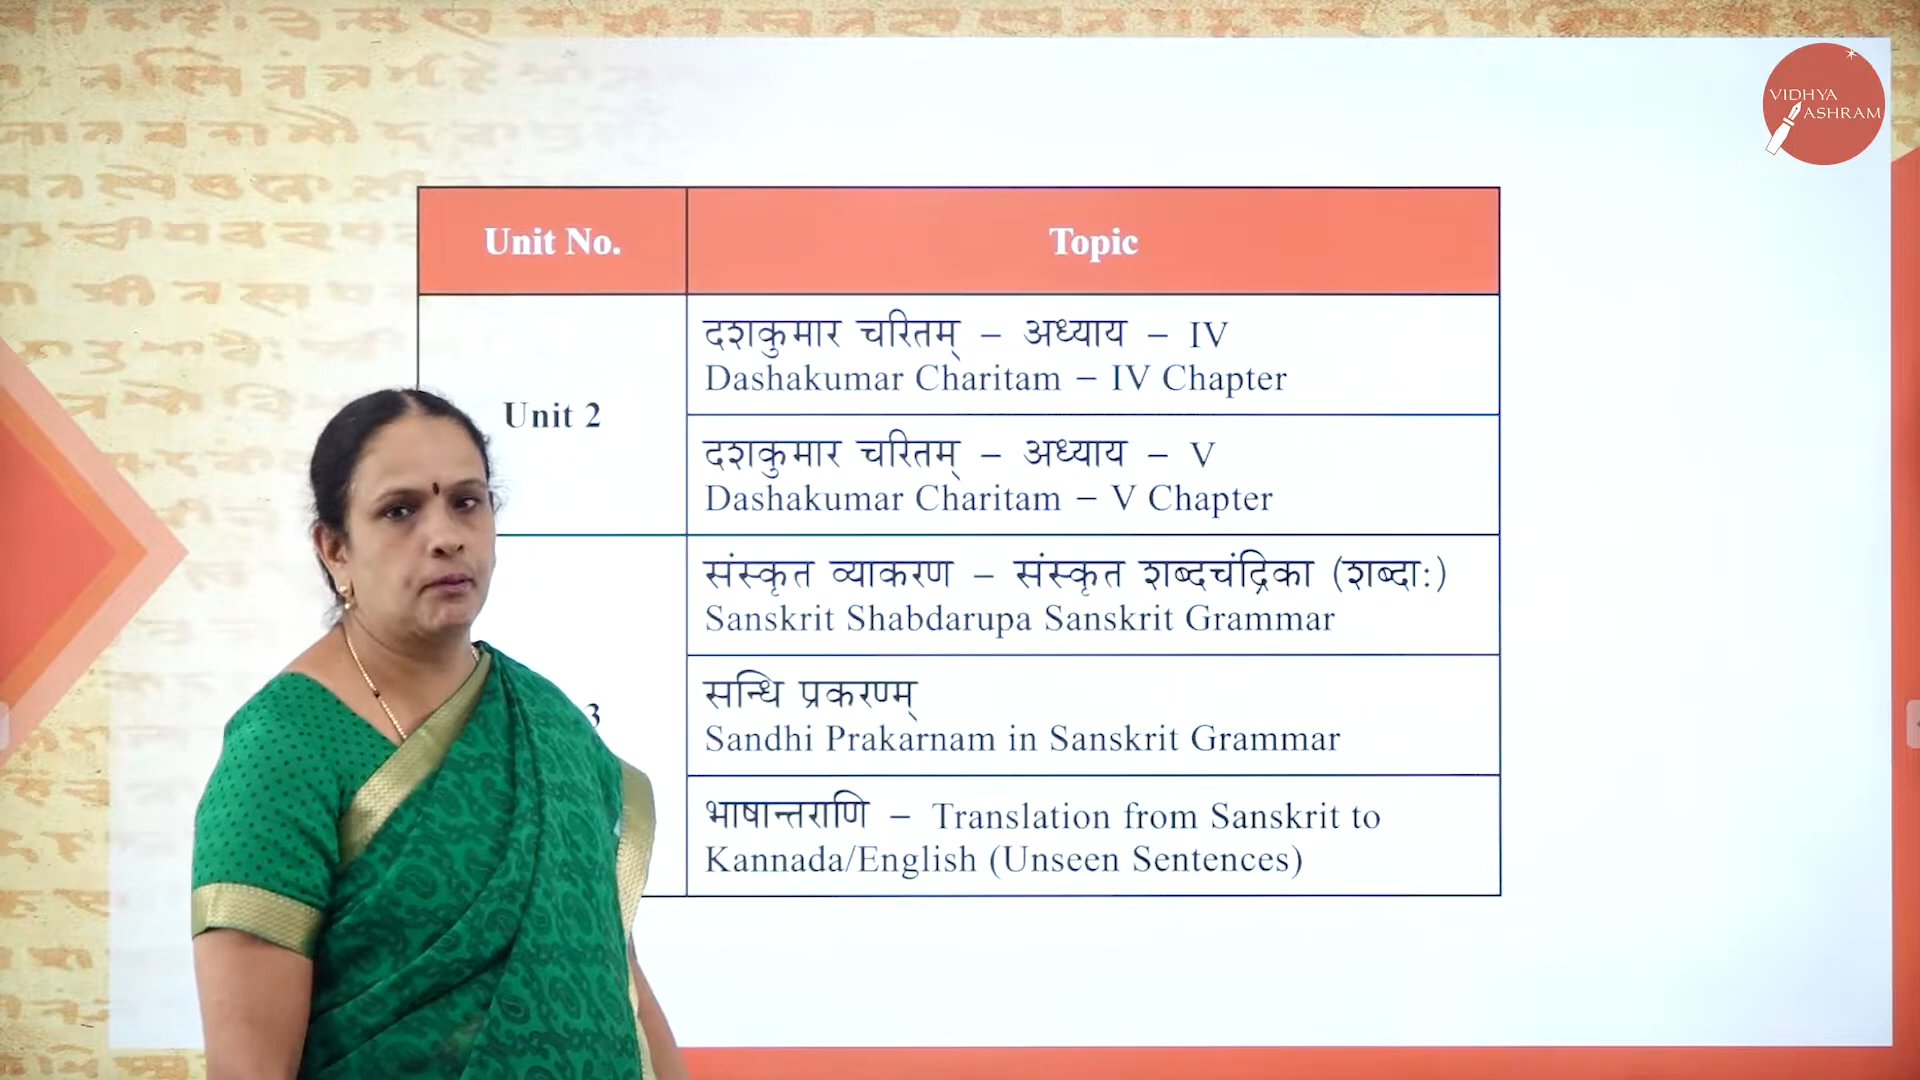 VIDHYA
ASHRAM
Unit No.
Topic
Unit 2
दशकुमार चरितम् – अध्याय – IV
Dashakumar Charitam – IV Chapter
दशकुमार चरितम् – अध्याय – V
Dashakumar Charitam – V Chapter
3
संस्कृत व्याकरण – संस्कृत शब्दचंद्रिका (शब्दाः)
Sanskrit Shabdarupa Sanskrit Grammar
सन्धि प्रकरणम्
Sandhi Prakarnam in Sanskrit Grammar
भाषान्तराणि – Translation from Sanskrit to
Kannada/English (Unseen Sentences)